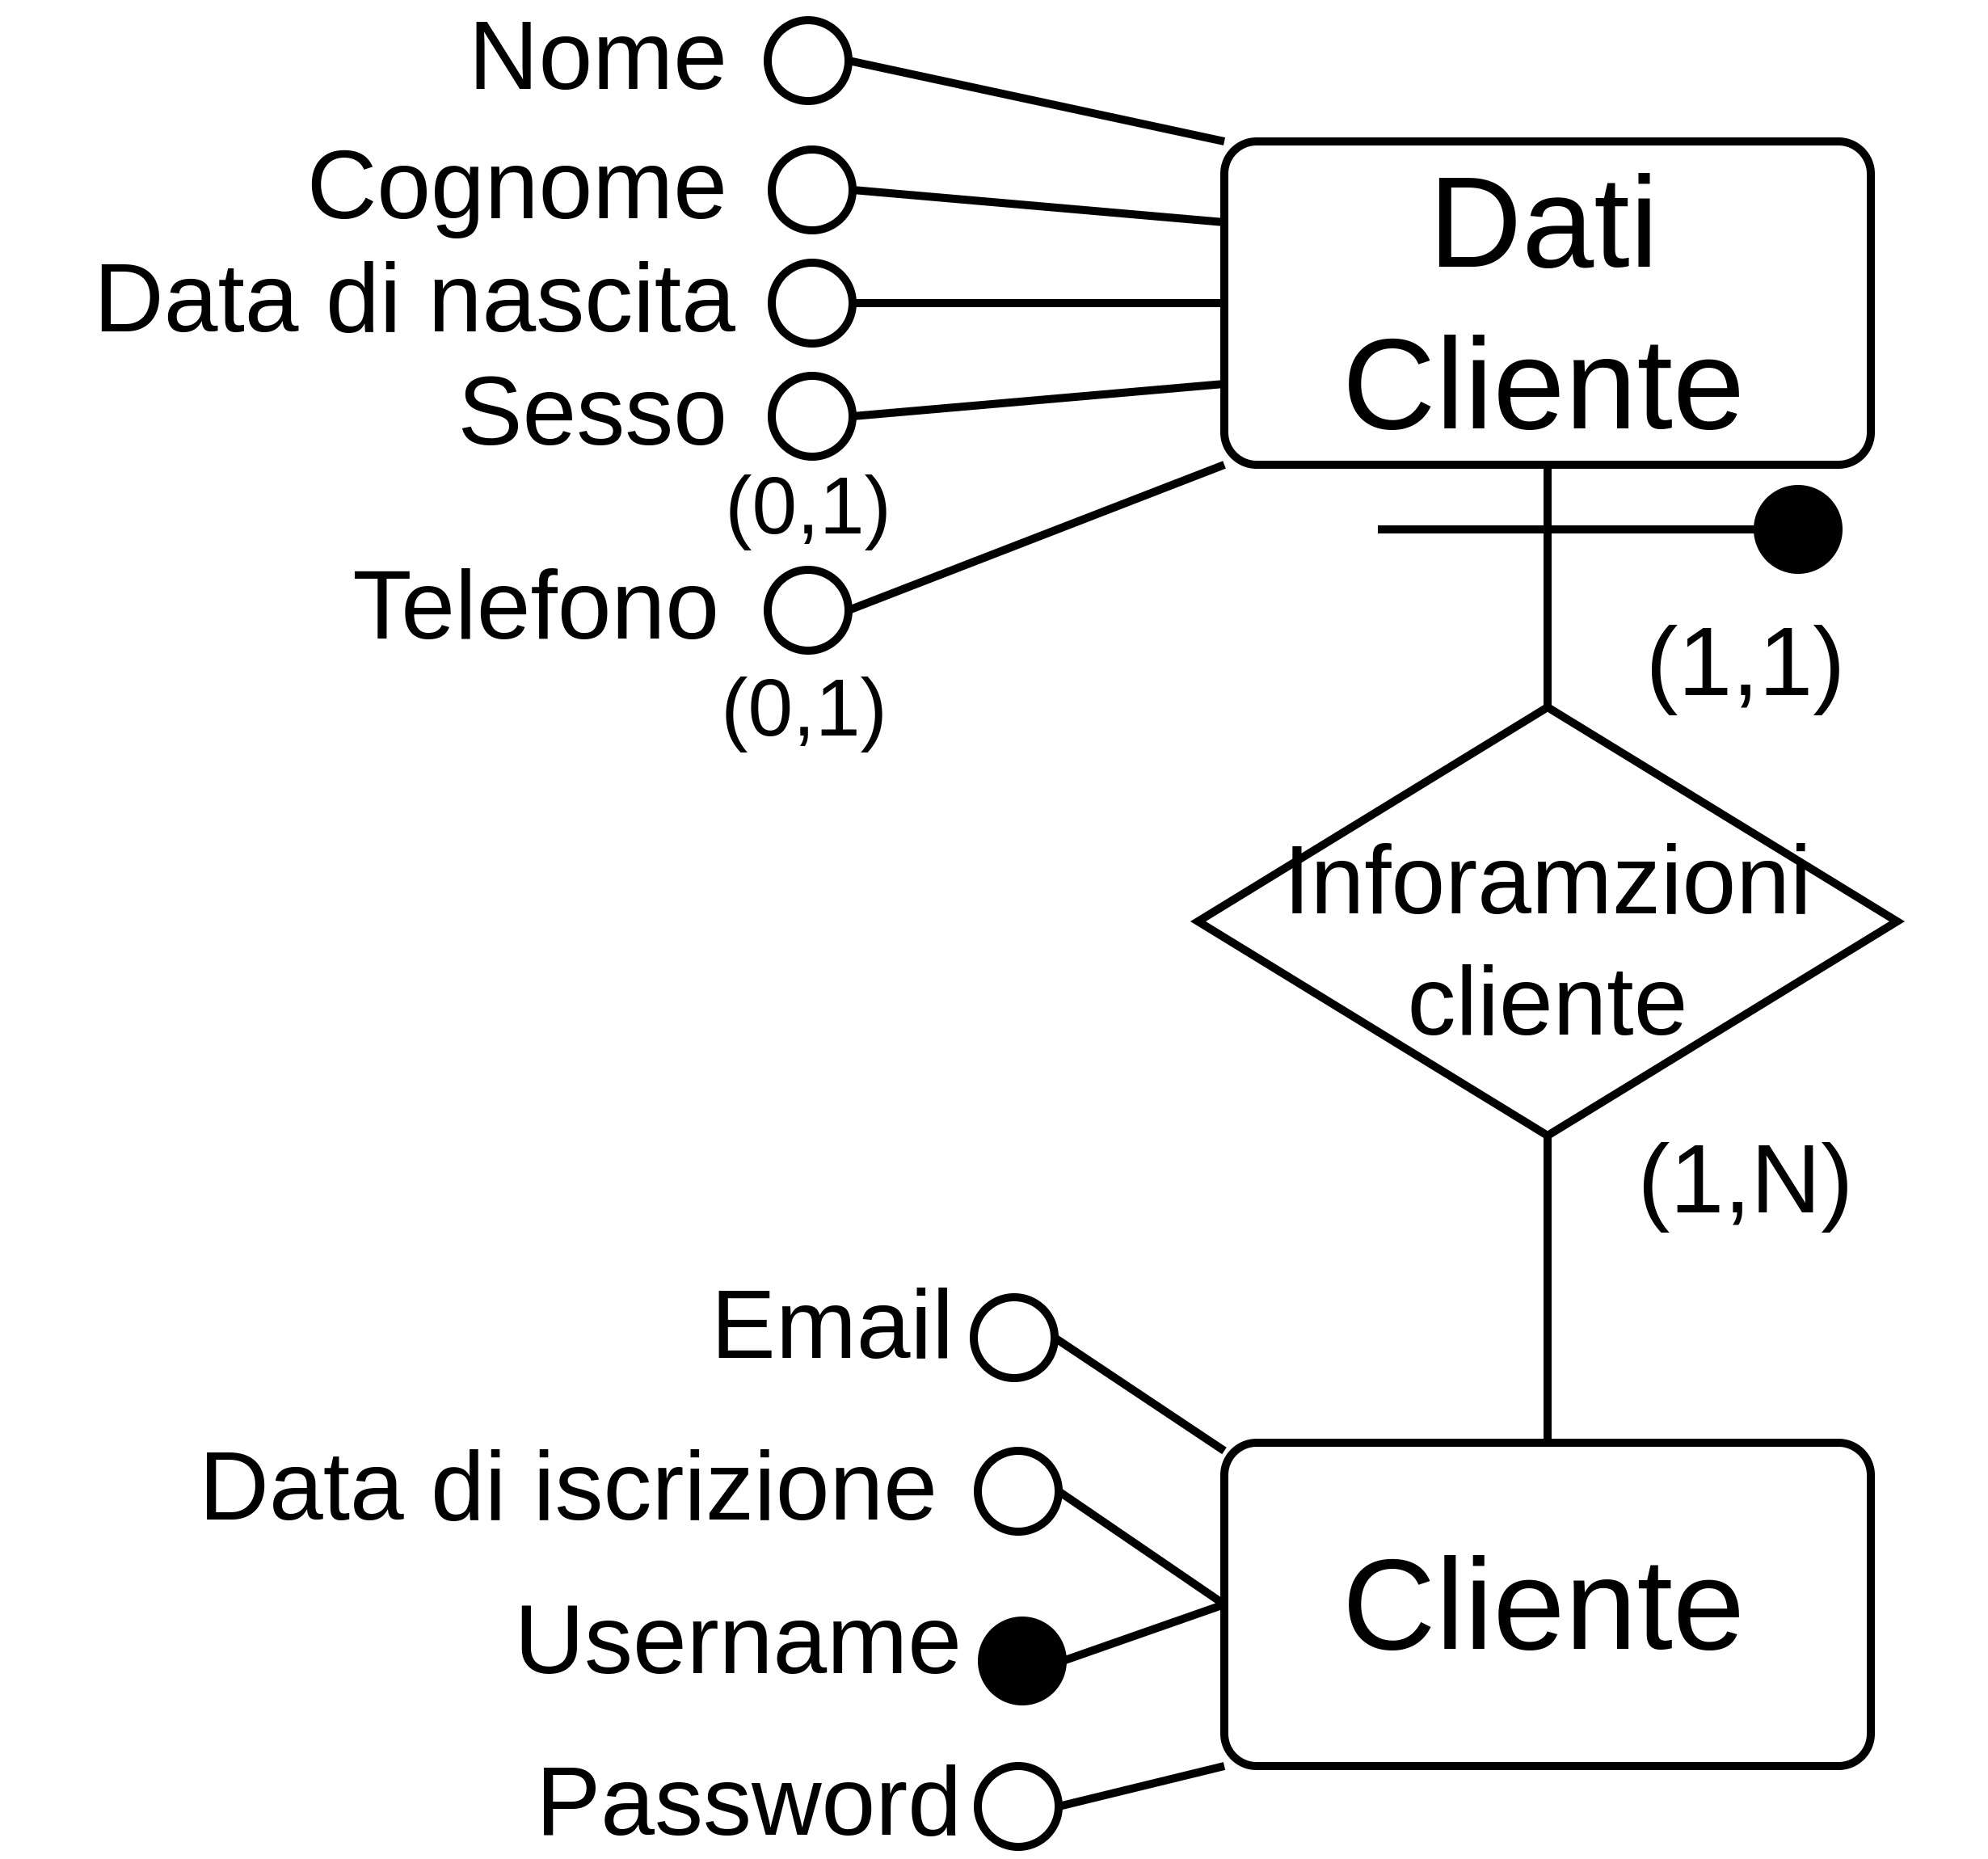 Nome
Cognome
Data di nascita
Sesso
(0,1)
Telefono
(0,1)
Dati
Cliente
(1,1)
Inforamzioni
cliente
(1,N)
Email
Data di iscrizione
Username
Password
Cliente